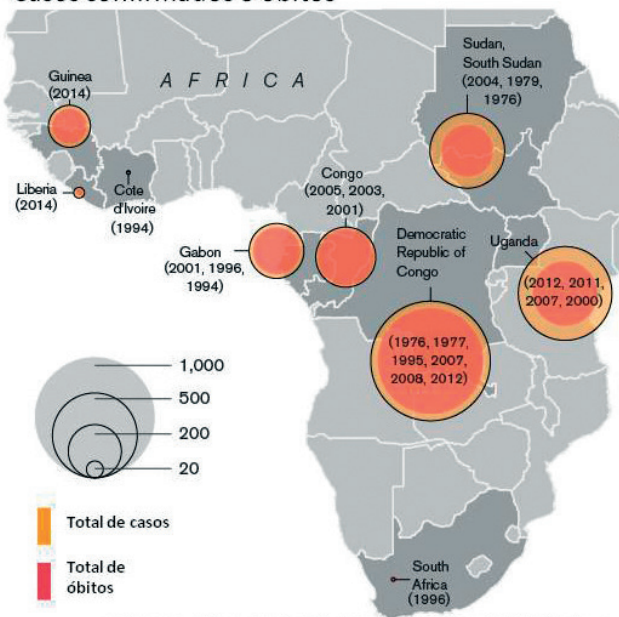 Guinea
(2014)
AFRICA
Sudan,
South Sudan
(2004, 1979,
1976)
Liberia
(2014)
Cote
d'Ivoire
(1994)
Congo
(2005, 2003,
2001)
Gabon
(2001, 1996,
1994)
Democratic
Republic of
Congo
(1976, 1977,
1995, 2007,
2008, 2012)
Uganda
(2012, 2011,
2007, 2000)
1,000
500
200
20
Total de casos
Total de
óbitos
South
Africa
(1996)